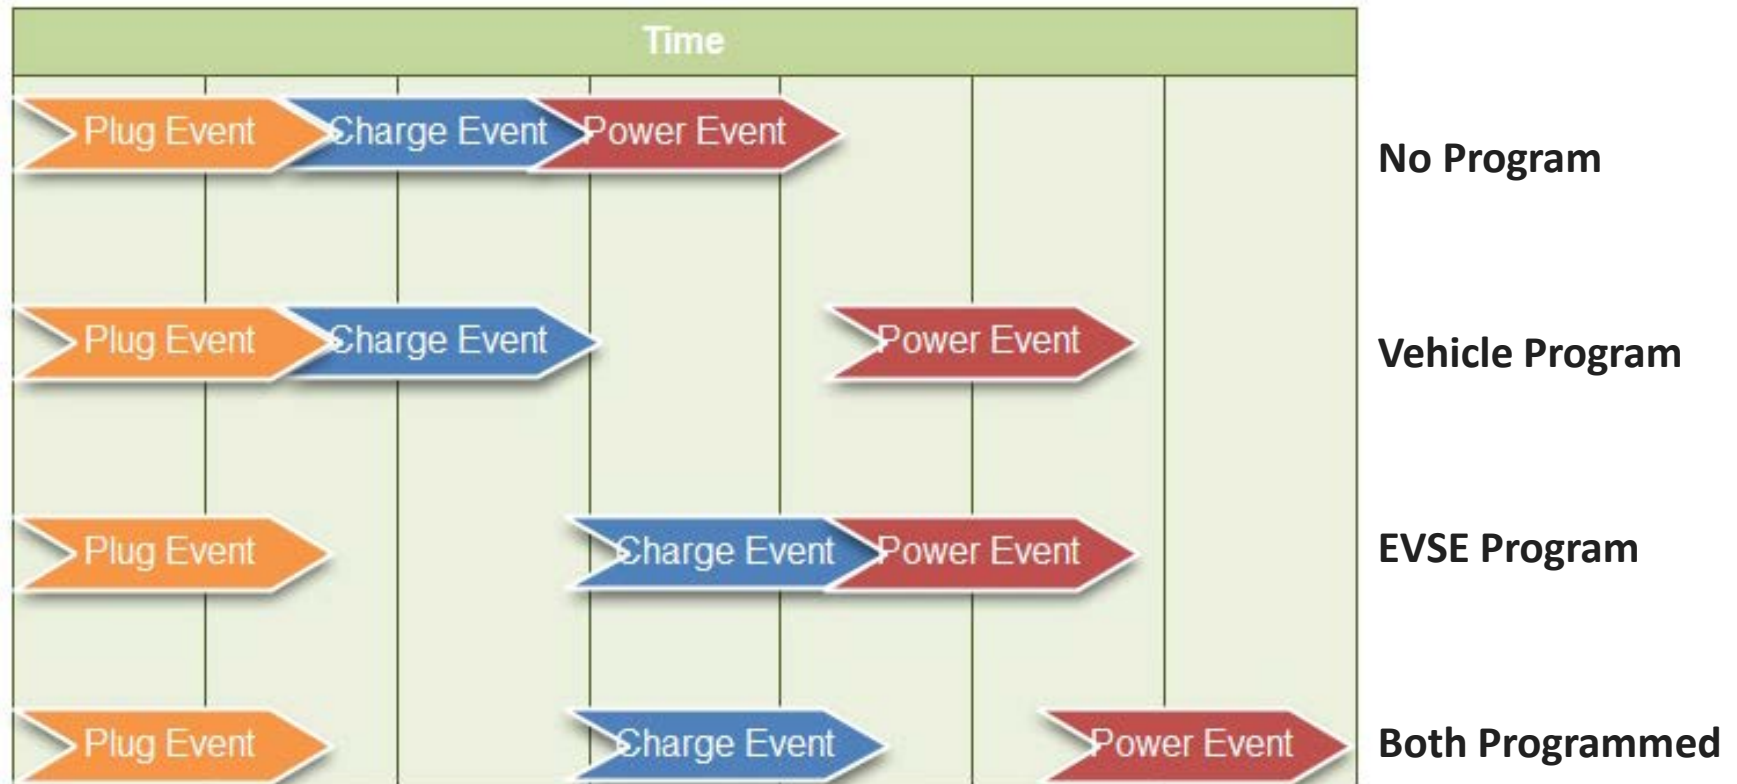 Time
Plug Event Charge Event Power Event
No Program
Plug Event Charge Event Power Event
Vehicle Program
Plug Event Charge Event Power Event
EVSE Program
Plug Event Charge Event Power Event
Both Programmed